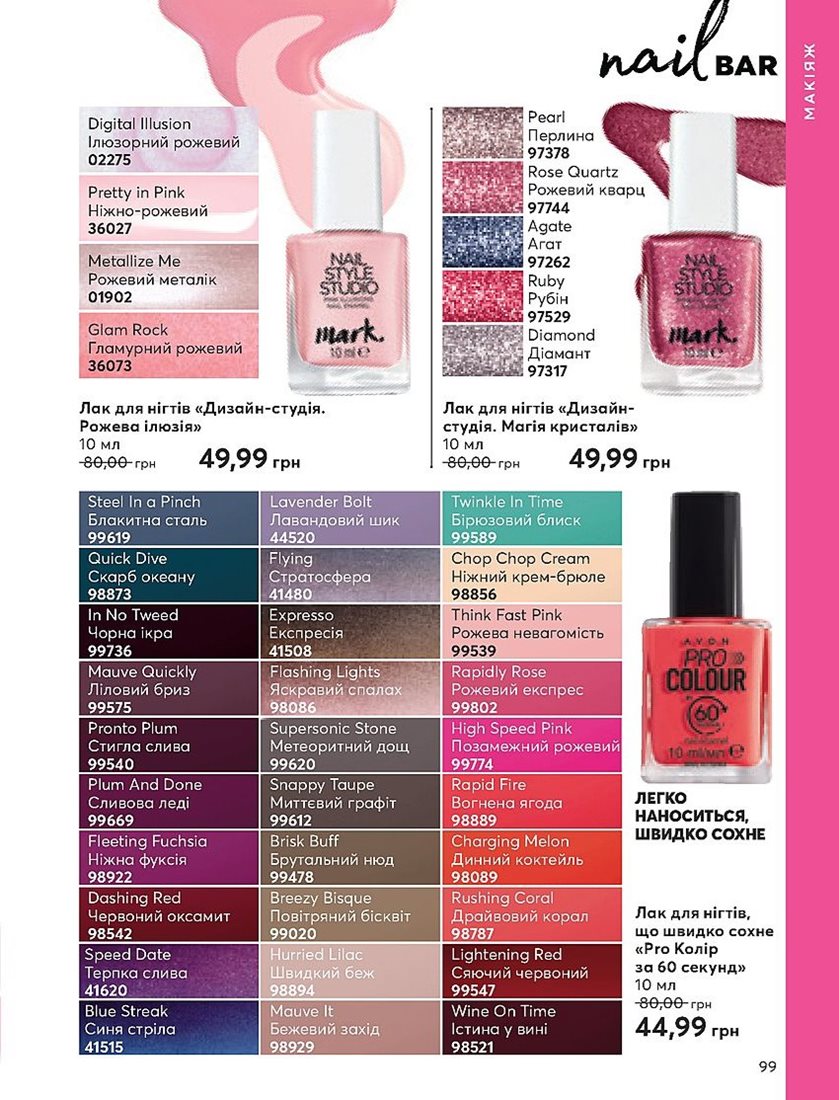 nail BAR
МАКІЯЖ
Digital Illusion
Ілюзорний рожевий
02275
Pretty in Pink
Ніжно-рожевий
36027
Metallize Me
Рожевий металік
01902
Glam Rock
Гламурний рожевий
36073
NAIL
STYLE
STUDIO
mark.
10 ml e
Лак для нігтів «Дизайн-студія.
Рожева ілюзія»
10 мл
80,00 грн 49,99 грн
Pearl
Перлина
97378
Rose Quartz
Рожевий кварц
97744
Agate
Агат
97262
Ruby
Рубін
97529
Diamond
Діамант
97317
NAIL
STYLE
STUDIO
mark.
10 ml e
Лак для нігтів «Дизайн-
студія. Магія кристалів»
10 мл
80,00 грн 49,99 грн
Steel In a Pinch
Блакитна сталь
99619
Quick Dive
Скарб океану
98873
In No Tweed
Чорна ікра
99736
Mauve Quickly
Ліловий бриз
99575
Pronto Plum
Стигла слива
99540
Plum And Done
Сливова леді
99669
Fleeting Fuchsia
Ніжна фуксія
98922
Dashing Red
Червоний оксамит
98542
Speed Date
Терпка слива
41620
Blue Streak
Синя стріла
41515
Lavender Bolt
Лавандовий шик
44520
Flying
Стратосфера
41480
Expresso
Експресія
41508
Flashing Lights
Яскравий спалах
98086
Supersonic Stone
Метеоритний дощ
99620
Snappy Taupe
Миттєвий графіт
99612
Brisk Buff
Брутальний нюд
99478
Breezy Bisque
Повітряний бісквіт
99020
Hurried Lilac
Швидкий беж
98894
Mauve It
Бежевий захід
98929
Twinkle In Time
Бірюзовий блиск
99589
Chop Chop Cream
Ніжний крем-брюле
98856
Think Fast Pink
Рожева невагомість
99539
Rapidly Rose
Рожевий експрес
99802
High Speed Pink
Позамежний рожевий
99774
Rapid Fire
Вогнена ягода
98889
Charging Melon
Динний коктейль
98089
Rushing Coral
Драйвовий корал
98787
Lightening Red
Сяючий червоний
99547
Wine On Time
Істина у вині
98521
AVON
PRO
COLOUR
60
10 ml/мл e
ЛЕГКО
НАНОСИТЬСЯ,
ШВИДКО СОХНЕ
Лак для нігтів,
що швидко сохне
«Pro Колір
за 60 секунд»
10 мл
80,00 грн
44,99 грн
99